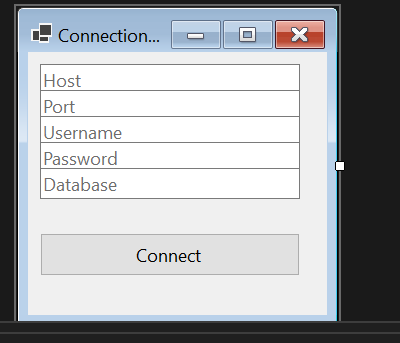 Connection...
Host
Port
Username
Password
Database
Connect